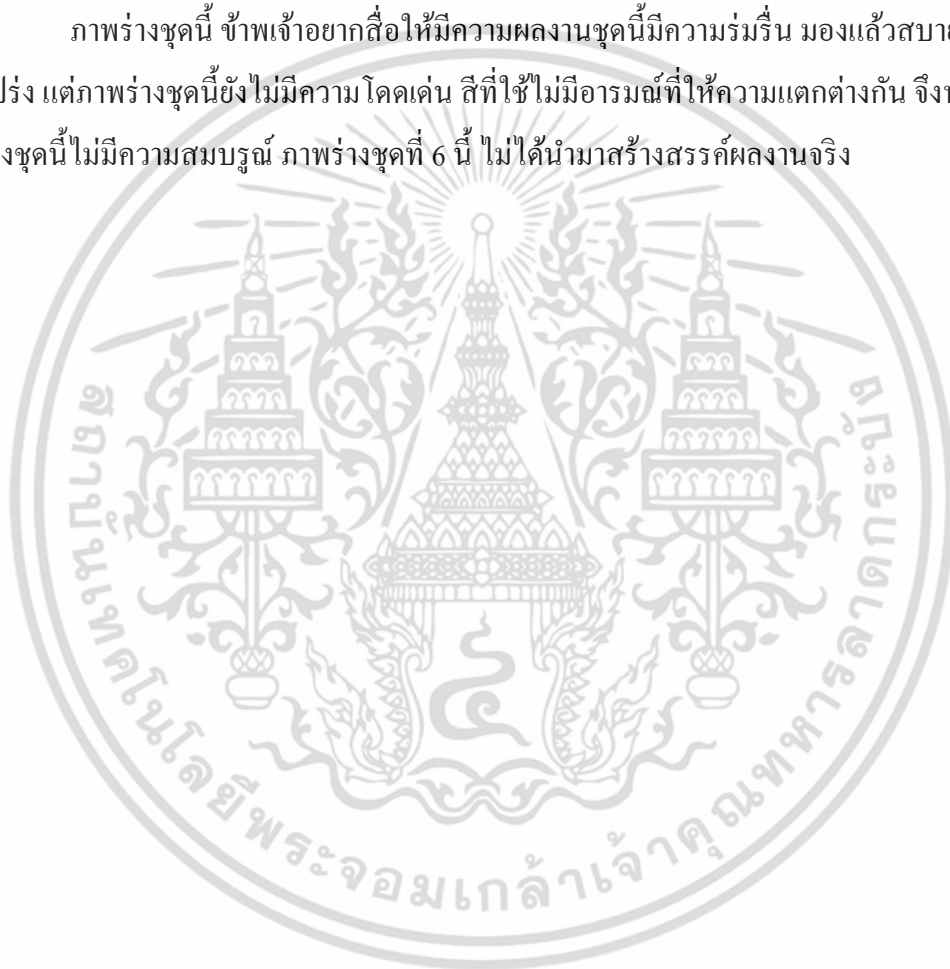 ภาพร่างชุดนี้ ข้าพเจ้าอยากสื่อให้มีความผลงานชุดนี้มีความร่มรื่น มองแล้วสบาย
แต่ภาพร่างชุดนี้ยังไม่มีความโดดเด่น สีที่ใช้ไม่มีอารมณ์ที่ให้ความแตกต่างกัน
ชุดนี้ไม่มีความสมบรูณ์ ภาพร่างชุดที่ 6 นี้ ไม่ได้นำมาสร้างสรรค์ผลงานจริง
สถาบันเทคโนโลยีพระจอมเกล้าเจ้าคุณทหารลาดกระบัง
๔